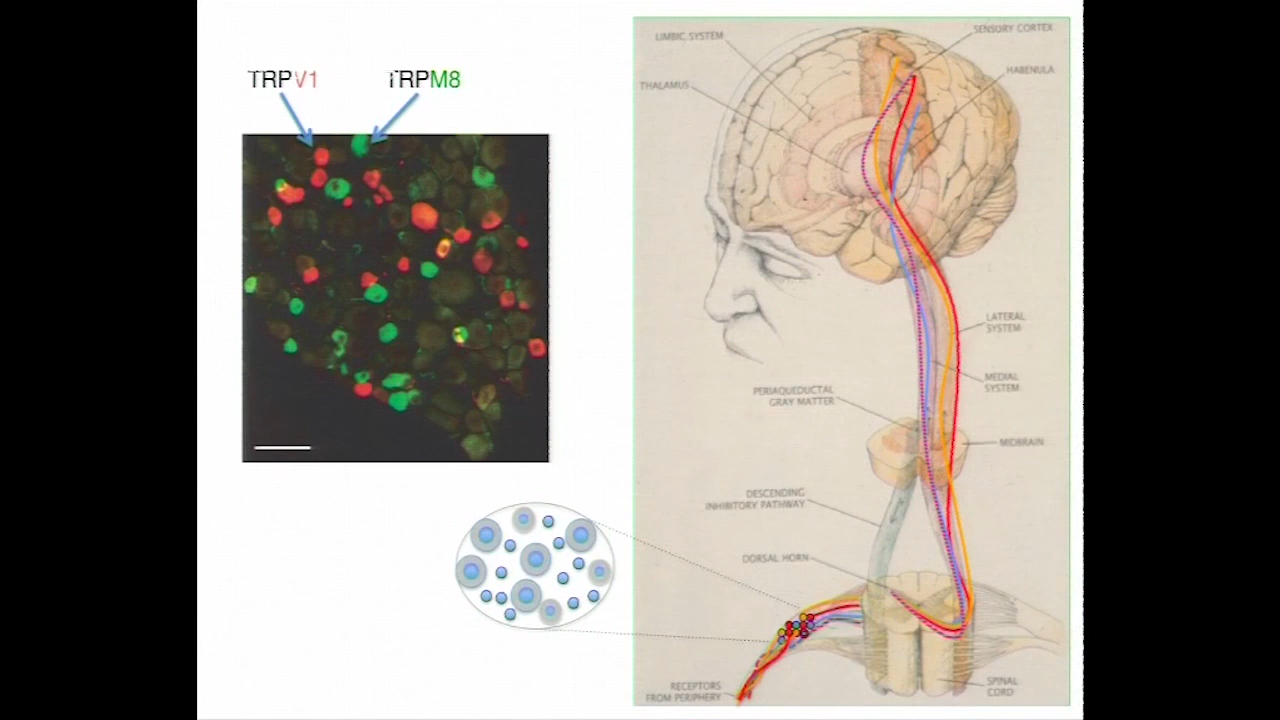 TRPV1
TRPM8
LIMBIC SYSTEM
SENSORY CORTEX
THALAMUS
HABENULA
LATERAL
SYSTEM
PERIAQUEDUCTAL
GRAY MATTER
MEDIAL
SYSTEM
MIDBRAIN
DESCENDING
INHIBITORY PATHWAY
DORSAL HORN
RECEPTORS
FROM PERIPHERY
SPINAL
CORD